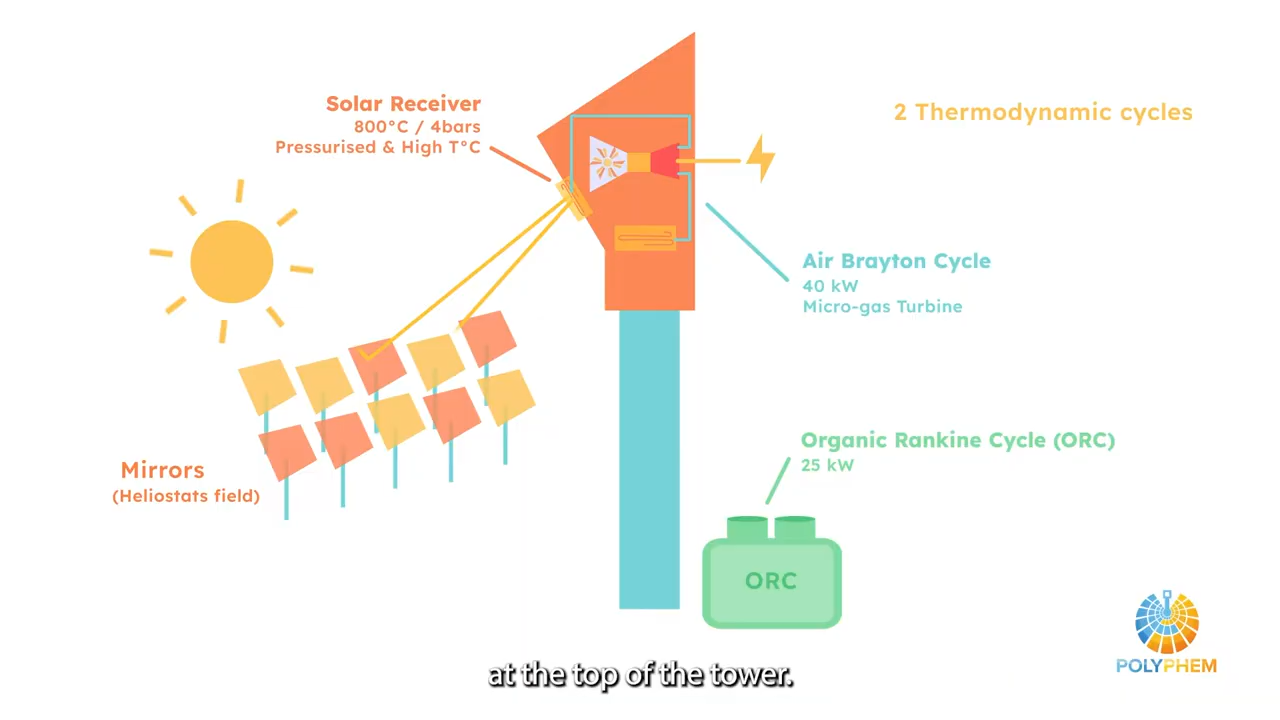 Solar Receiver
800°C / 4bars
Pressurised & High T°C
2 Thermodynamic cycles
Air Brayton Cycle
40 kW
Micro-gas Turbine
Mirrors
(Heliostats field)
Organic Rankine Cycle (ORC)
25 kW
ORC
POLYPHEM
at the top of the tower.